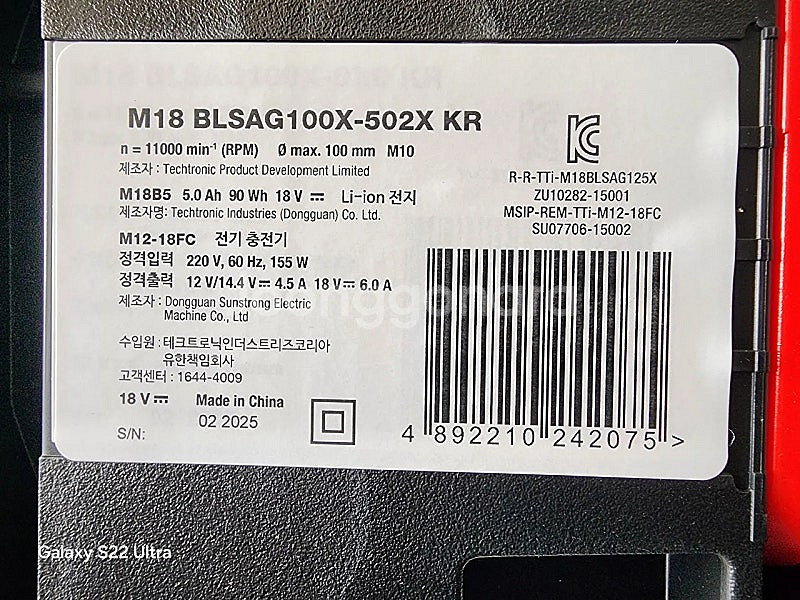 M18 BLSAG100X-502X KR
n = 11000 min⁻¹ (RPM) Ø max. 100 mm M10
제조자 : Techtronic Product Development Limited
M18B5 5.0 Ah 90 Wh 18 V ⎓ Li-ion 전지
제조자명: Techtronic Industries (Dongguan) Co. Ltd.
M12-18FC 전기 충전기
정격입력 220 V, 60 Hz, 155 W
정격출력 12 V/14.4 V⎓ 4.5 A 18 V⎓ 6.0 A
제조자 : Dongguan Sunstrong Electric
Machine Co., Ltd
수입원 : 테크트로닉인더스트리즈코리아
유한책임회사
고객센터 : 1644-4009
18 V⎓ Made in China
02 2025
S/N:
R-R-TTi-M18BLSAG125X
ZU10282-15001
MSIP-REM-TTi-M12-18FC
SU07706-15002
4 892210 242075 >
Galaxy S22 Ultra